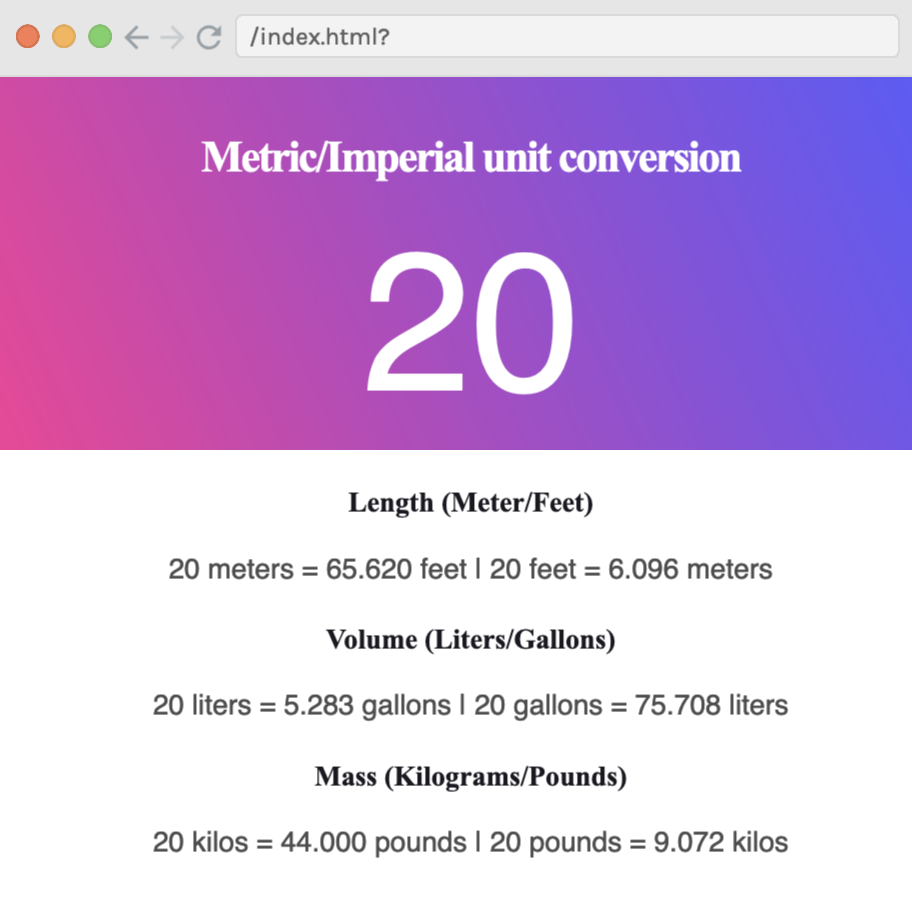 /index.html?
Metric/Imperial unit conversion
20
Length (Meter/Feet)
20 meters = 65.620 feet | 20 feet = 6.096 meters
Volume (Liters/Gallons)
20 liters = 5.283 gallons | 20 gallons = 75.708 liters
Mass (Kilograms/Pounds)
20 kilos = 44.000 pounds | 20 pounds = 9.072 kilos